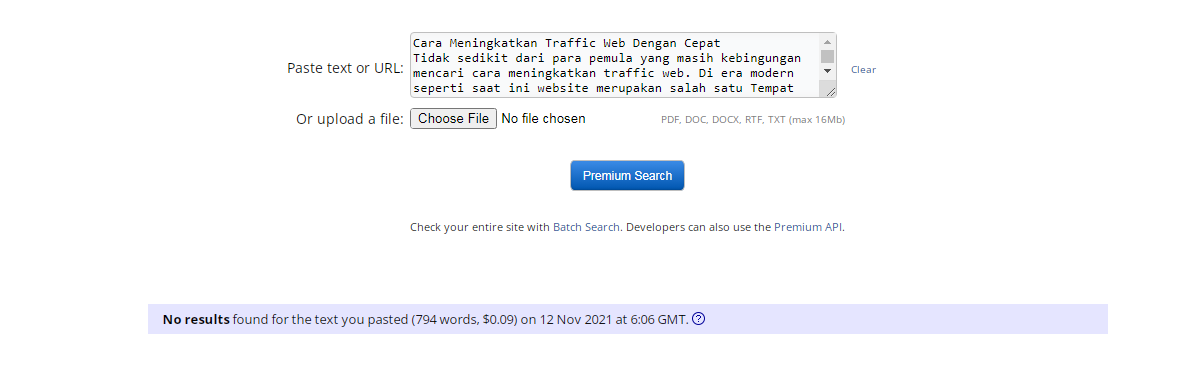 Paste text or URL:
Cara Meningkatkan Traffic Web Dengan Cepat
Tidak sedikit dari para pemula yang masih kebingungan
mencari cara meningkatkan traffic web. Di era modern
seperti saat ini website merupakan salah satu Tempat
Clear
Or upload a file: Choose File No file chosen PDF, DOC, DOCX, RTF, TXT (max 16Mb)
Premium Search
Check your entire site with Batch Search. Developers can also use the Premium API.
No results found for the text you pasted (794 words, $0.09) on 12 Nov 2021 at 6:06 GMT. ?